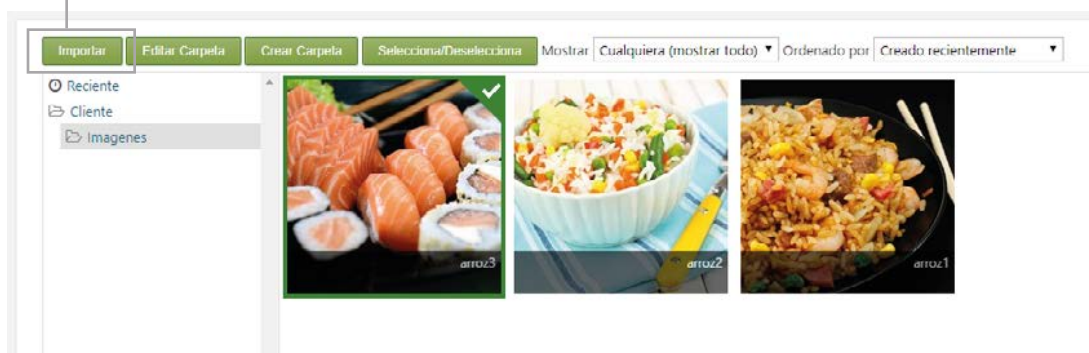 Importar Editar Carpeta Crear Carpeta Selecciona/Deselecciona Mostrar Cualquiera (mostrar todo) Ordenado por Creado recientemente
Reciente
Cliente
Imagenes
arroz3 arroz2 arroz1